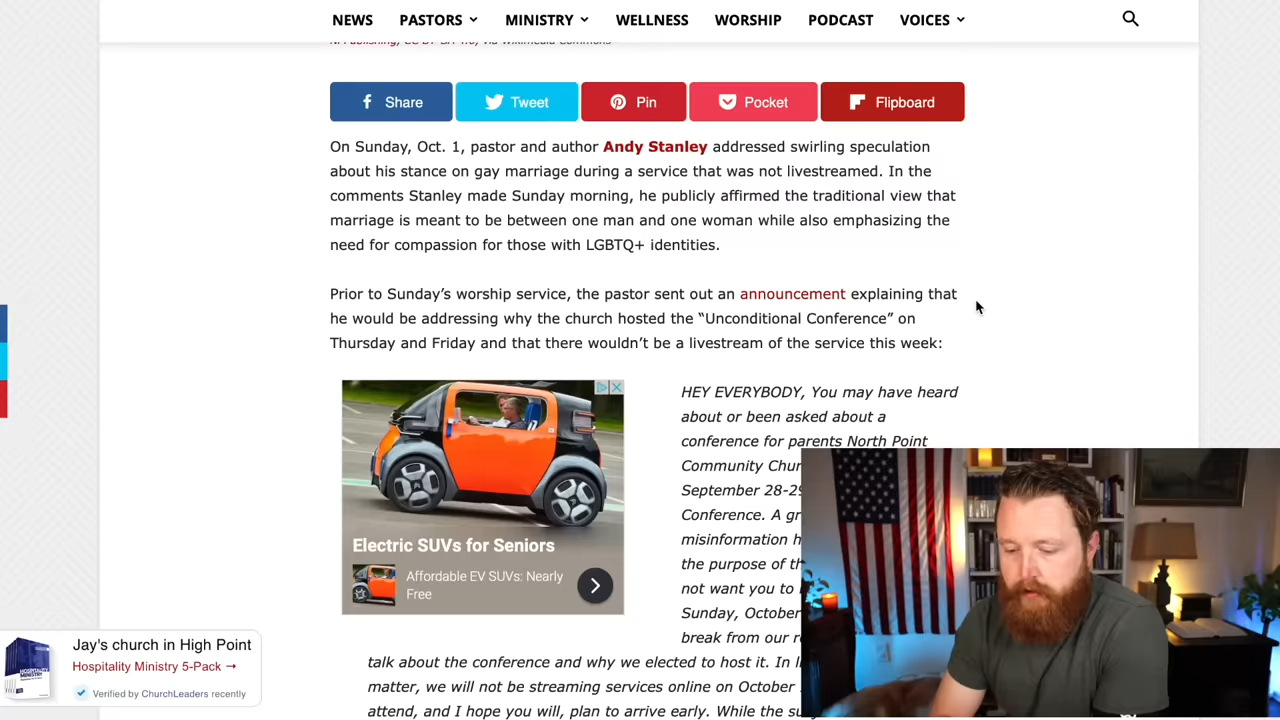 NEWS PASTORS MINISTRY WELLNESS WORSHIP PODCAST VOICES
Share Tweet Pin Pocket Flipboard
On Sunday, Oct. 1, pastor and author Andy Stanley addressed swirling speculation
about his stance on gay marriage during a service that was not livestreamed. In the
comments Stanley made Sunday morning, he publicly affirmed the traditional view that
marriage is meant to be between one man and one woman while also emphasizing the
need for compassion for those with LGBTQ+ identities.
Prior to Sunday’s worship service, the pastor sent out an announcement explaining that
he would be addressing why the church hosted the “Unconditional Conference” on
Thursday and Friday and that there wouldn’t be a livestream of the service this week:
HEY EVERYBODY, You may have heard
about or been asked about a
conference for parents North Point
Community
September 28-29
Conference. A
misinformation
the purpose of
not want you to
Sunday, October
break from our
Electric SUVs for Seniors
Affordable EV SUVs: Nearly
Free
talk about the conference and why we elected to host it. In
matter, we will not be streaming services online on October
attend, and I hope you will, plan to arrive early. While the
Jay's church in High Point
Hospitality Ministry 5-Pack →
Verified by ChurchLeaders recently